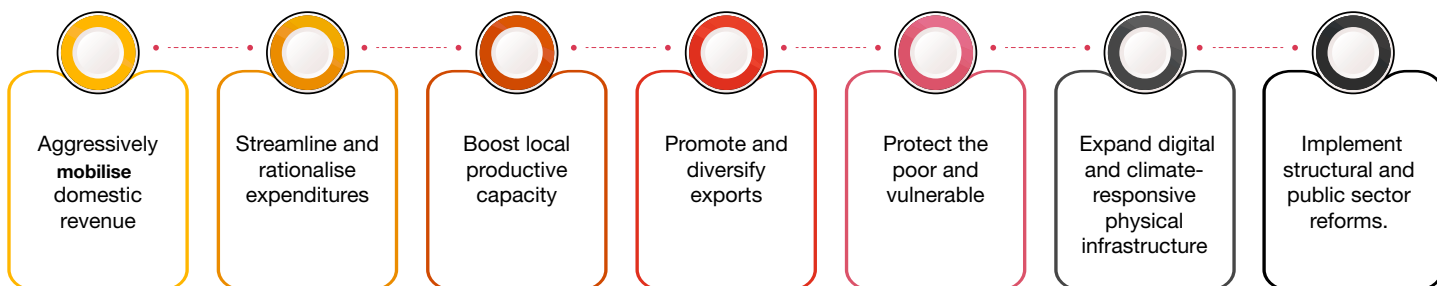 Aggressively
mobilise
domestic
revenue
Streamline and
rationalise
expenditures
Boost local
productive
capacity
Promote and
diversify
exports
Protect the
poor and
vulnerable
Expand digital
and climate-
responsive
physical
infrastructure
Implement
structural and
public sector
reforms.